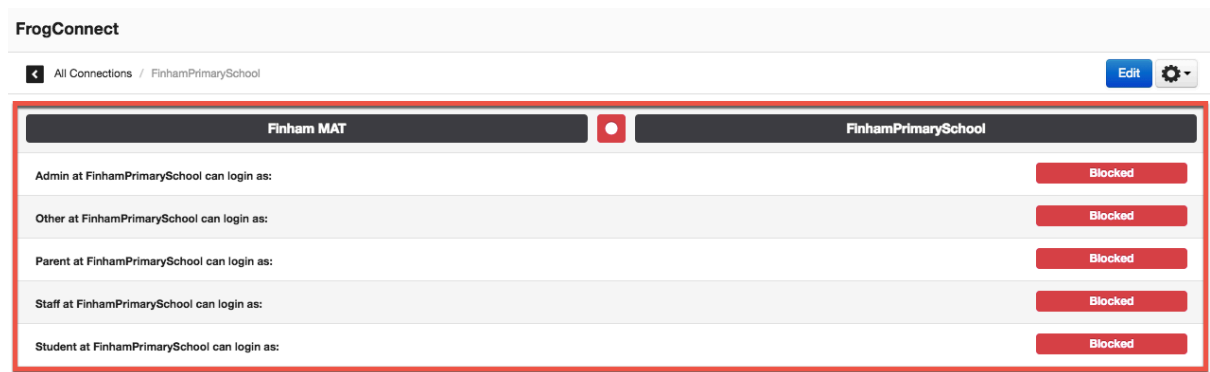 FrogConnect
All Connections / FinhamPrimarySchool
Edit
Finham MAT FinhamPrimarySchool
Admin at FinhamPrimarySchool can login as: Blocked
Other at FinhamPrimarySchool can login as: Blocked
Parent at FinhamPrimarySchool can login as: Blocked
Staff at FinhamPrimarySchool can login as: Blocked
Student at FinhamPrimarySchool can login as: Blocked